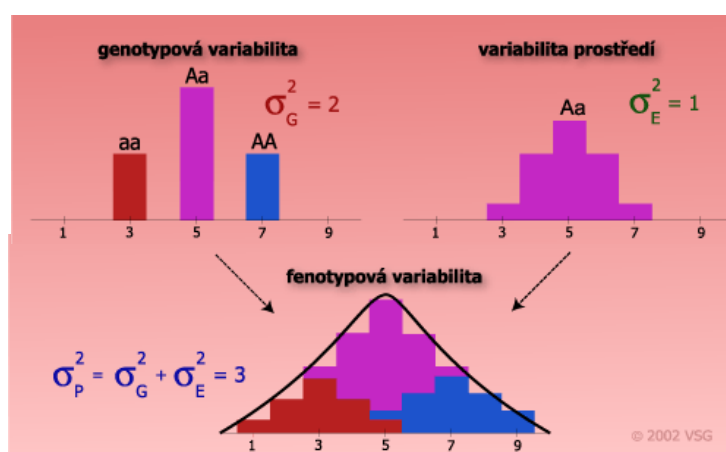 genotypová variabilita
Aa
σ²G = 2
aa
AA
1 3 5 7 9
variabilita prostředí
σ²E = 1
Aa
1 3 5 7 9
fenotypová variabilita
σ²P = σ²G + σ²E = 3
1 3 5 7 9
© 2002 VSG